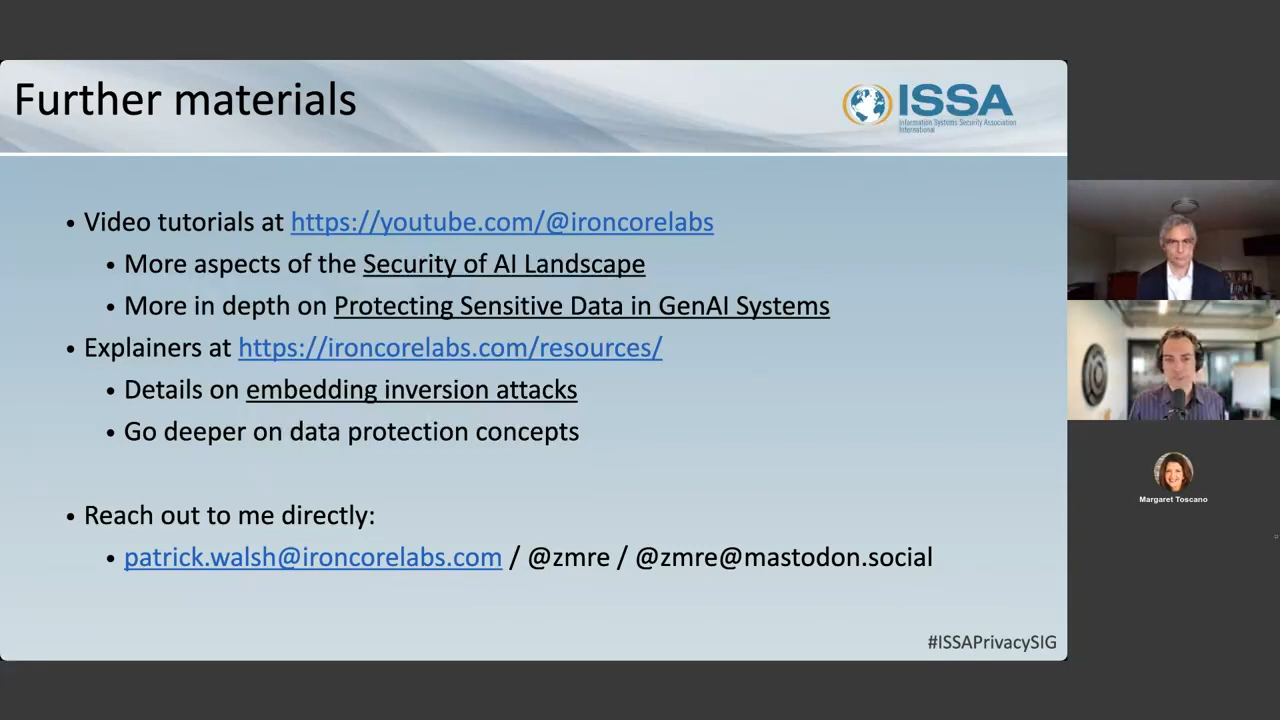 Further materials
ISSA
Information Systems Security Association
International
• Video tutorials at https://youtube.com/@ironcorelabs
• More aspects of the Security of AI Landscape
• More in depth on Protecting Sensitive Data in GenAI Systems
• Explainers at https://ironcorelabs.com/resources/
• Details on embedding inversion attacks
• Go deeper on data protection concepts
• Reach out to me directly:
• patrick.walsh@ironcorelabs.com / @zmre / @zmre@mastodon.social
#ISSAPrivacySIG
Margaret Toscano